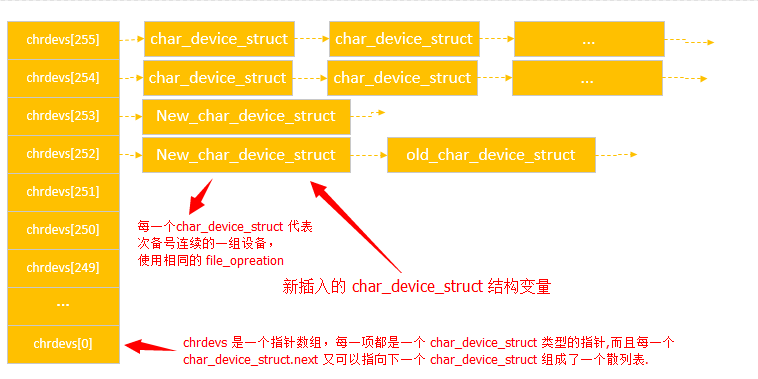 chrdevs[255] char_device_struct char_device_struct ...
chrdevs[254] char_device_struct char_device_struct ...
chrdevs[253] New_char_device_struct
chrdevs[252] New_char_device_struct old_char_device_struct
chrdevs[251]
chrdevs[250]
chrdevs[249]
...
chrdevs[0]
每一个char_device_struct 代表
次备号连续的一组设备，
使用相同的 file_opreation
新插入的 char_device_struct 结构变量
chrdevs 是一个指针数组，每一项都是一个 char_device_struct 类型的指针,而且每一个
char_device_struct.next 又可以指向下一个 char_device_struct 组成了一个散列表.